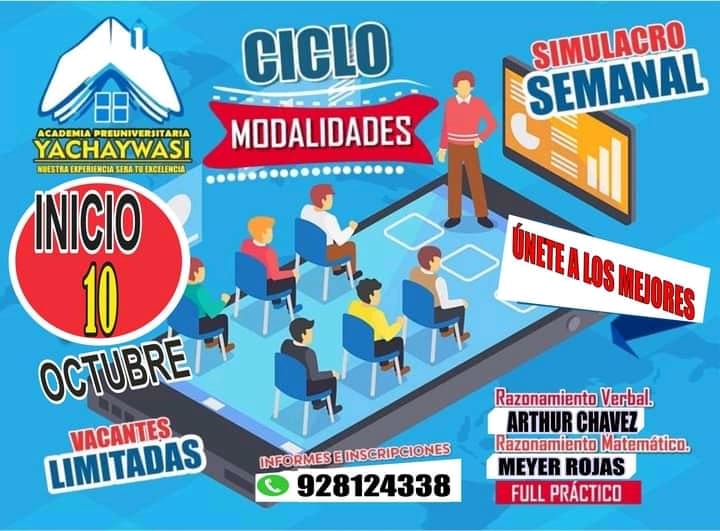 ACADEMIA PREUNIVERSITARIA
YACHAYWASI
NUESTRA EXPERIENCIA SERA TU EXCELENCIA
CICLO
MODALIDADES
SIMULACRO
SEMANAL
INICIO
10
OCTUBRE
ÚNETE A LOS MEJORES
VACANTES
LIMITADAS
INFORMES E INSCRIPCIONES
928124338
Razonamiento Verbal.
ARTHUR CHAVEZ
Razonamiento Matemático.
MEYER ROJAS
FULL PRÁCTICO